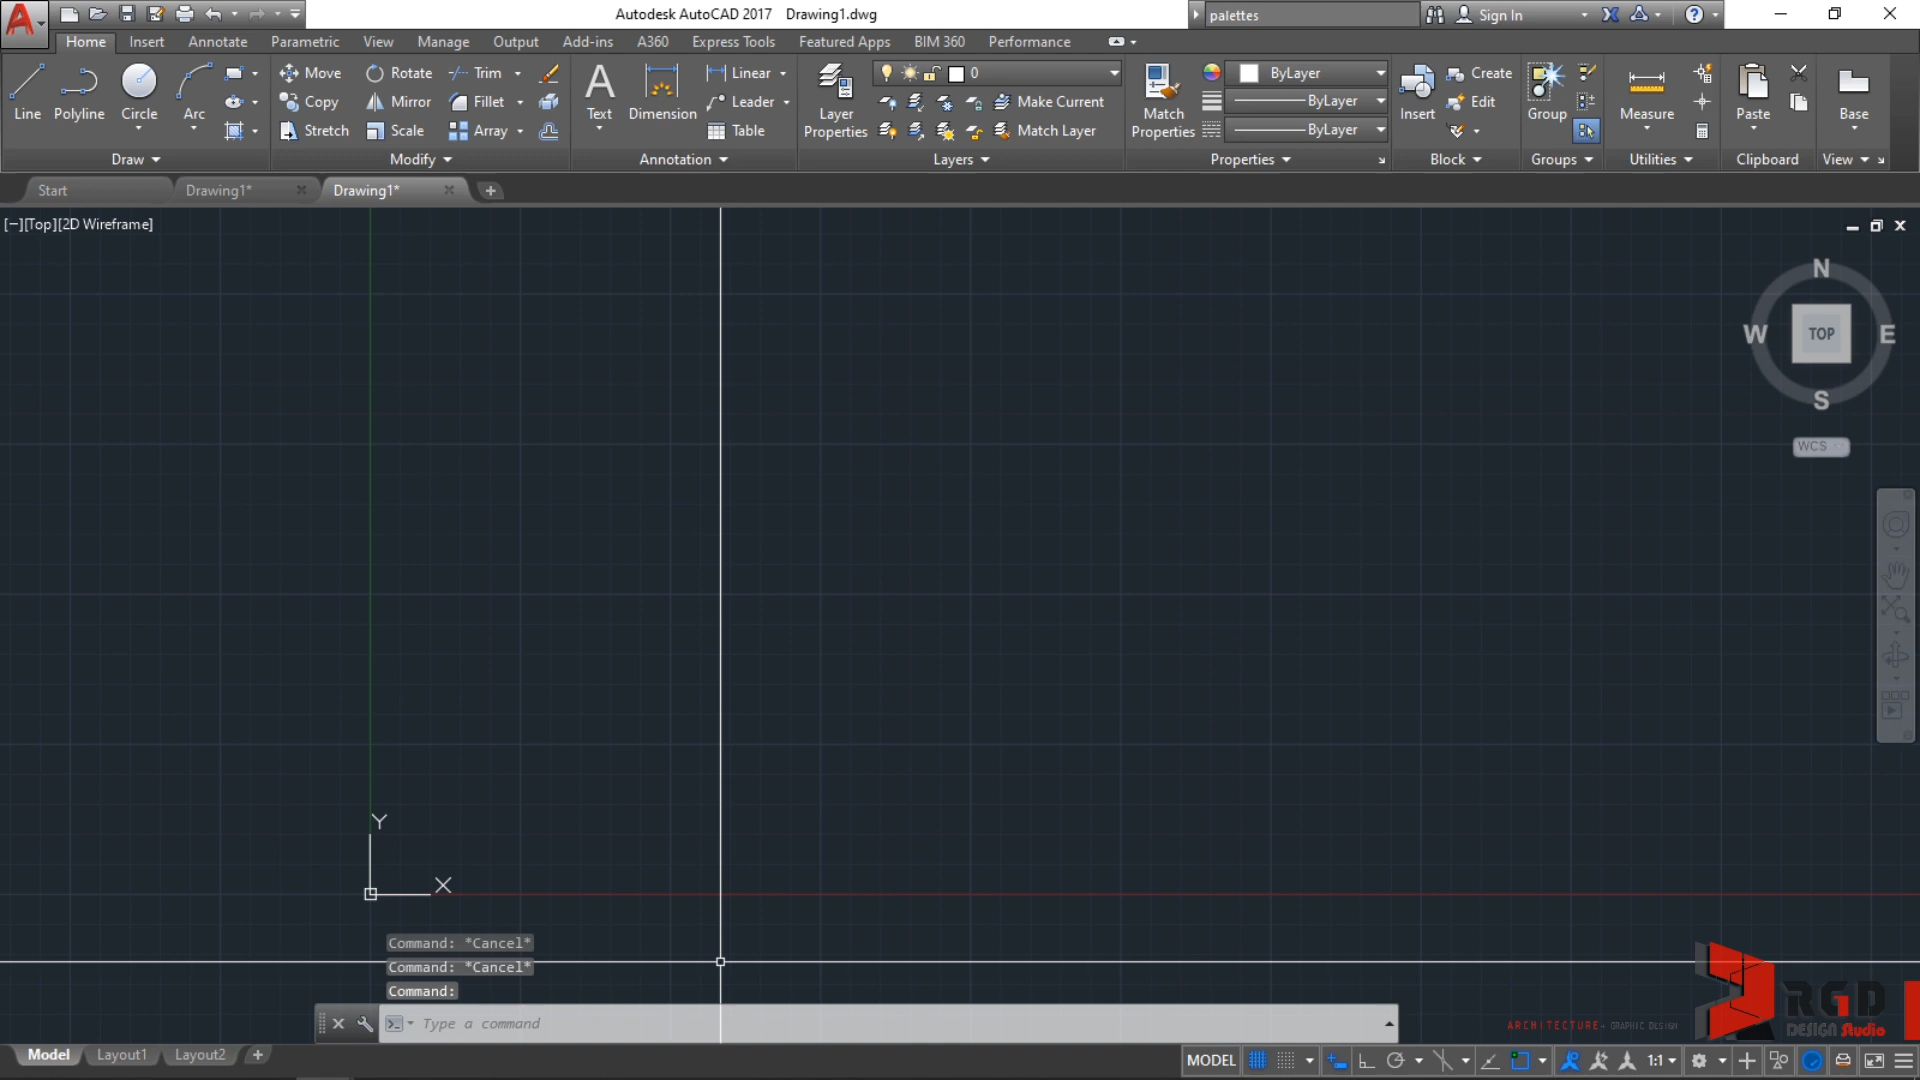 Autodesk AutoCAD 2017 Drawing1.dwg
palettes
Sign In
Home Insert Annotate Parametric View Manage Output Add-ins A360 Express Tools Featured Apps BIM 360 Performance
Line
Polyline
Circle
Arc
Draw
Move
Copy
Stretch
Rotate
Mirror
Scale
Trim
Fillet
Array
Modify
Text
Dimension
Linear
Leader
Table
Annotation
Layer
Properties
0
Make Current
Match Layer
Layers
Match
Properties
ByLayer
ByLayer
ByLayer
Properties
Insert
Create
Edit
Block
Group
Groups
Measure
Utilities
Paste
Clipboard
Base
View
Start
Drawing1*
Drawing1*
[−][Top][2D Wireframe]
N
W
TOP
E
S
WCS
Y
X
Command: *Cancel*
Command: *Cancel*
Command:
Type a command
RGD
DESIGN Studio
ARCHITECTURE+ GRAPHIC DESIGN
Model
Layout1
Layout2
MODEL
1:1